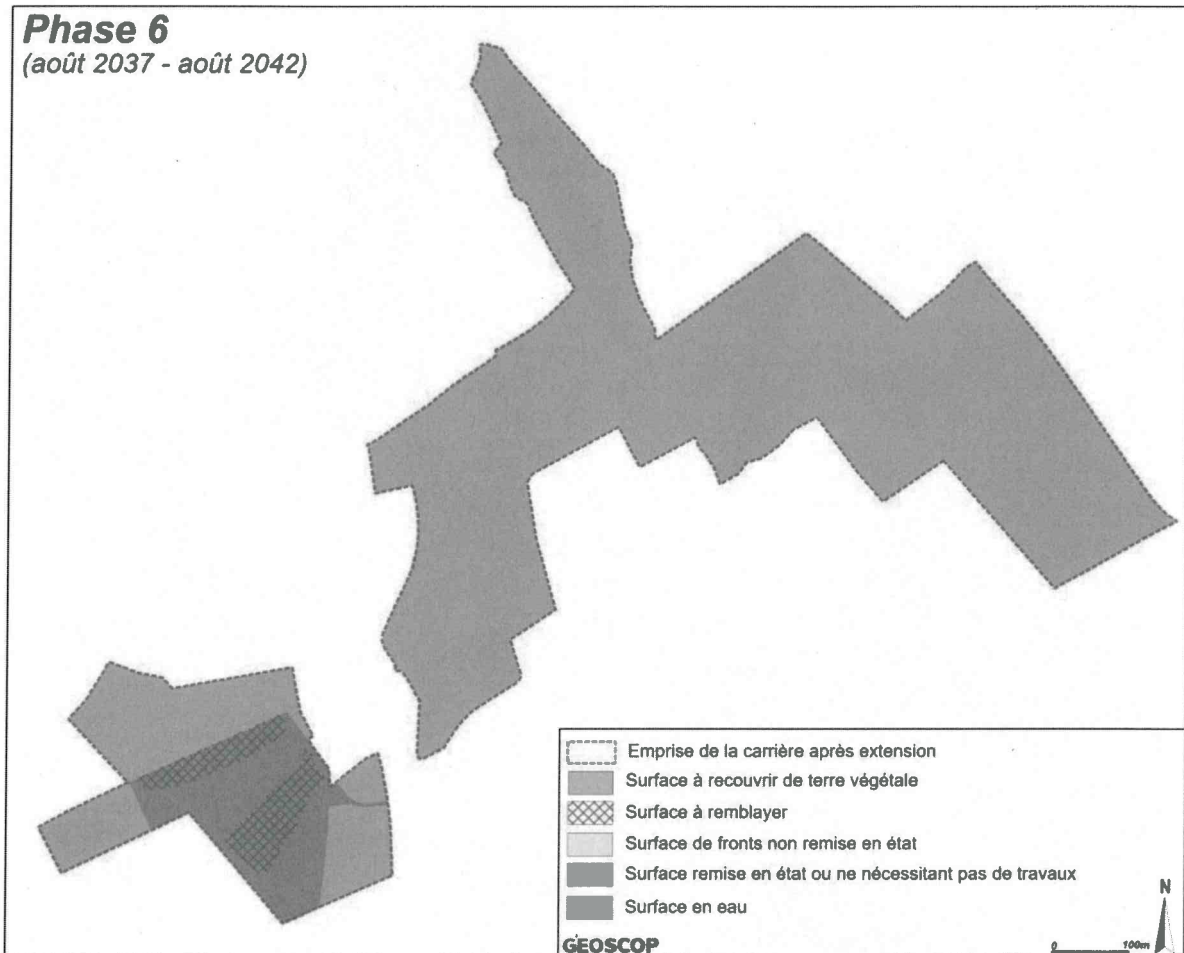 Phase 6
(août 2037 - août 2042)
Emprise de la carrière après extension
Surface à recouvrir de terre végétale
Surface à remblayer
Surface de fronts non remise en état
Surface remise en état ou ne nécessitant pas de travaux
Surface en eau
GÉOSCOP
0 100m
N